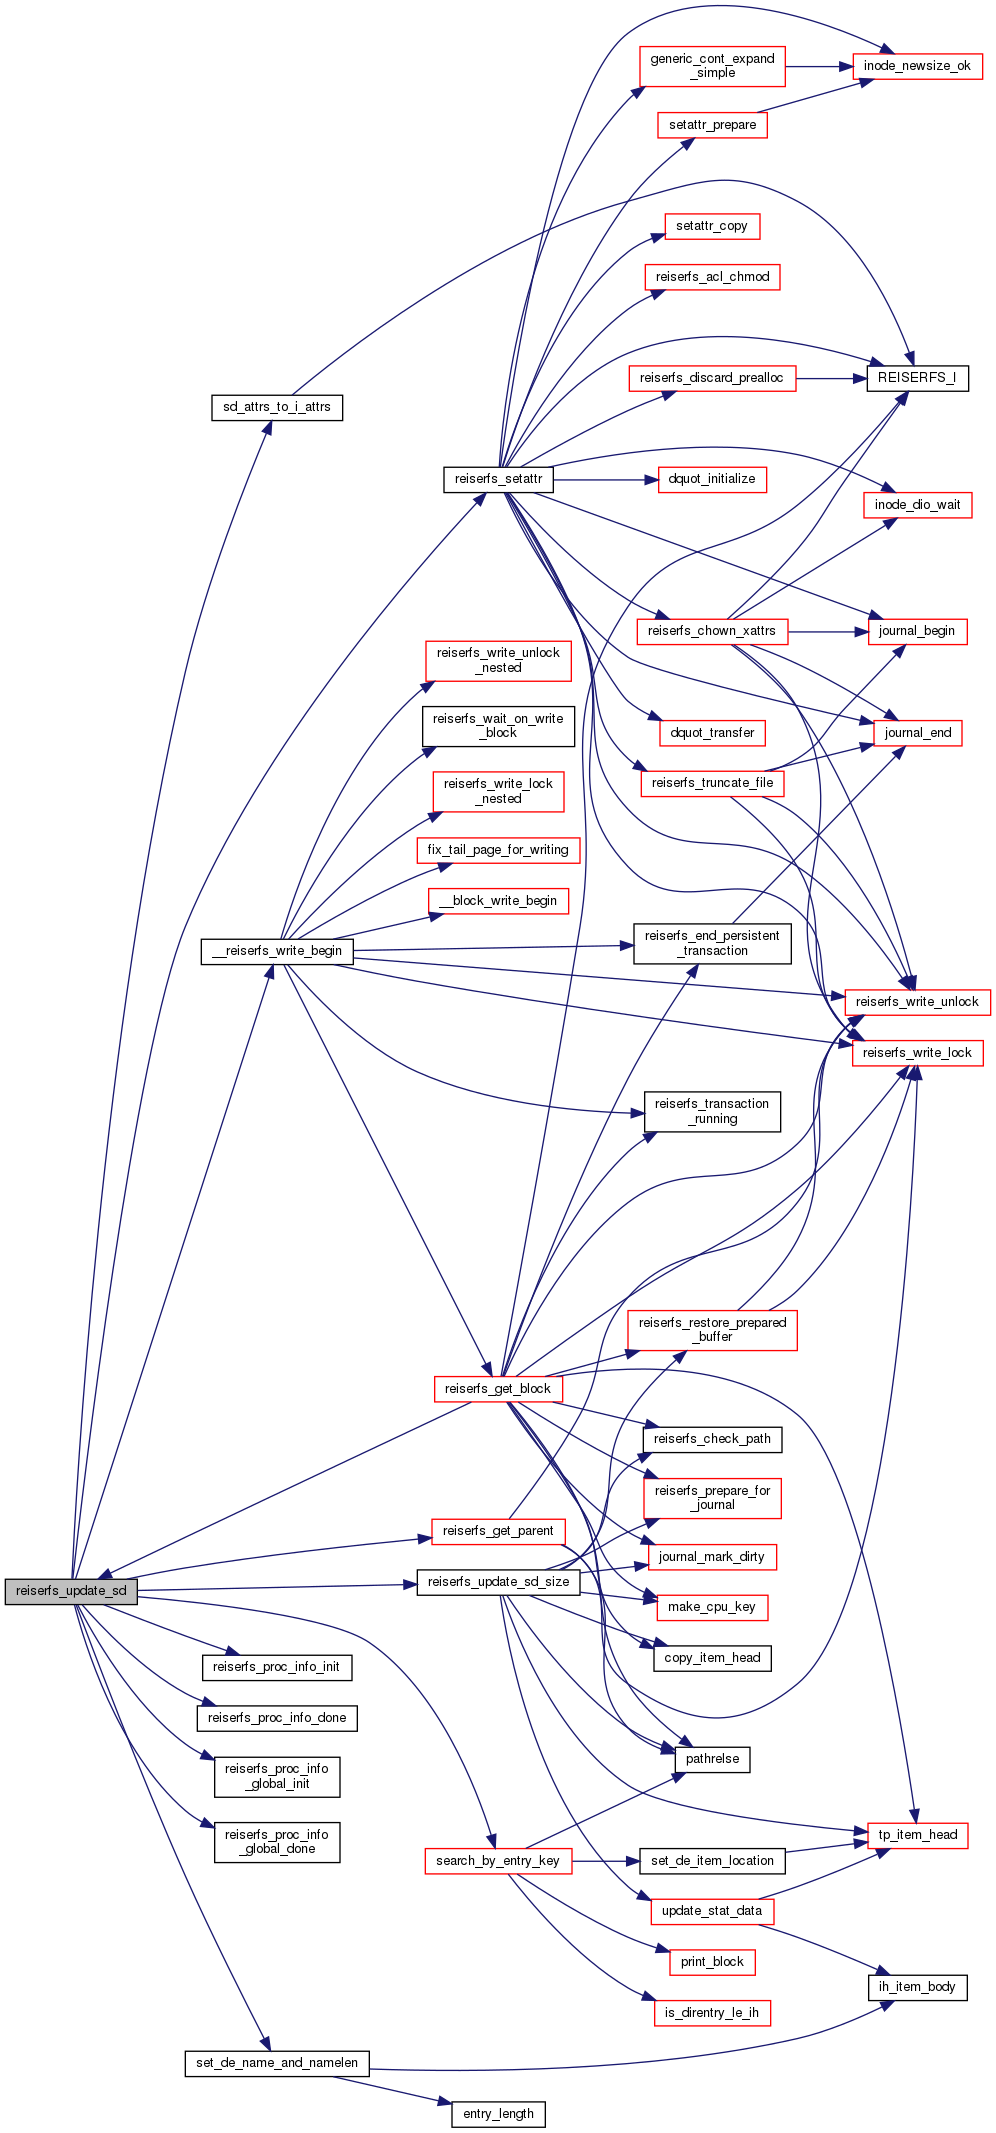 generic_cont_expand
_simple
inode_newsize_ok
setattr_prepare
setattr_copy
reiserfs_acl_chmod
reiserfs_discard_prealloc
REISERFS_I
sd_attrs_to_i_attrs
reiserfs_setattr
dquot_initialize
inode_dio_wait
reiserfs_chown_xattrs
journal_begin
reiserfs_write_unlock
_nested
reiserfs_wait_on_write
_block
dquot_transfer
journal_end
reiserfs_write_lock
_nested
reiserfs_truncate_file
fix_tail_page_for_writing
__block_write_begin
__reiserfs_write_begin
reiserfs_end_persistent
_transaction
reiserfs_write_unlock
reiserfs_write_lock
reiserfs_transaction
_running
reiserfs_restore_prepared
_buffer
reiserfs_get_block
reiserfs_check_path
reiserfs_prepare_for
_journal
reiserfs_get_parent
journal_mark_dirty
reiserfs_update_sd
reiserfs_update_sd_size
make_cpu_key
copy_item_head
reiserfs_proc_info_init
reiserfs_proc_info_done
pathrelse
reiserfs_proc_info
_global_init
reiserfs_proc_info
_global_done
tp_item_head
search_by_entry_key
set_de_item_location
update_stat_data
print_block
ih_item_body
is_direntry_le_ih
set_de_name_and_namelen
entry_length